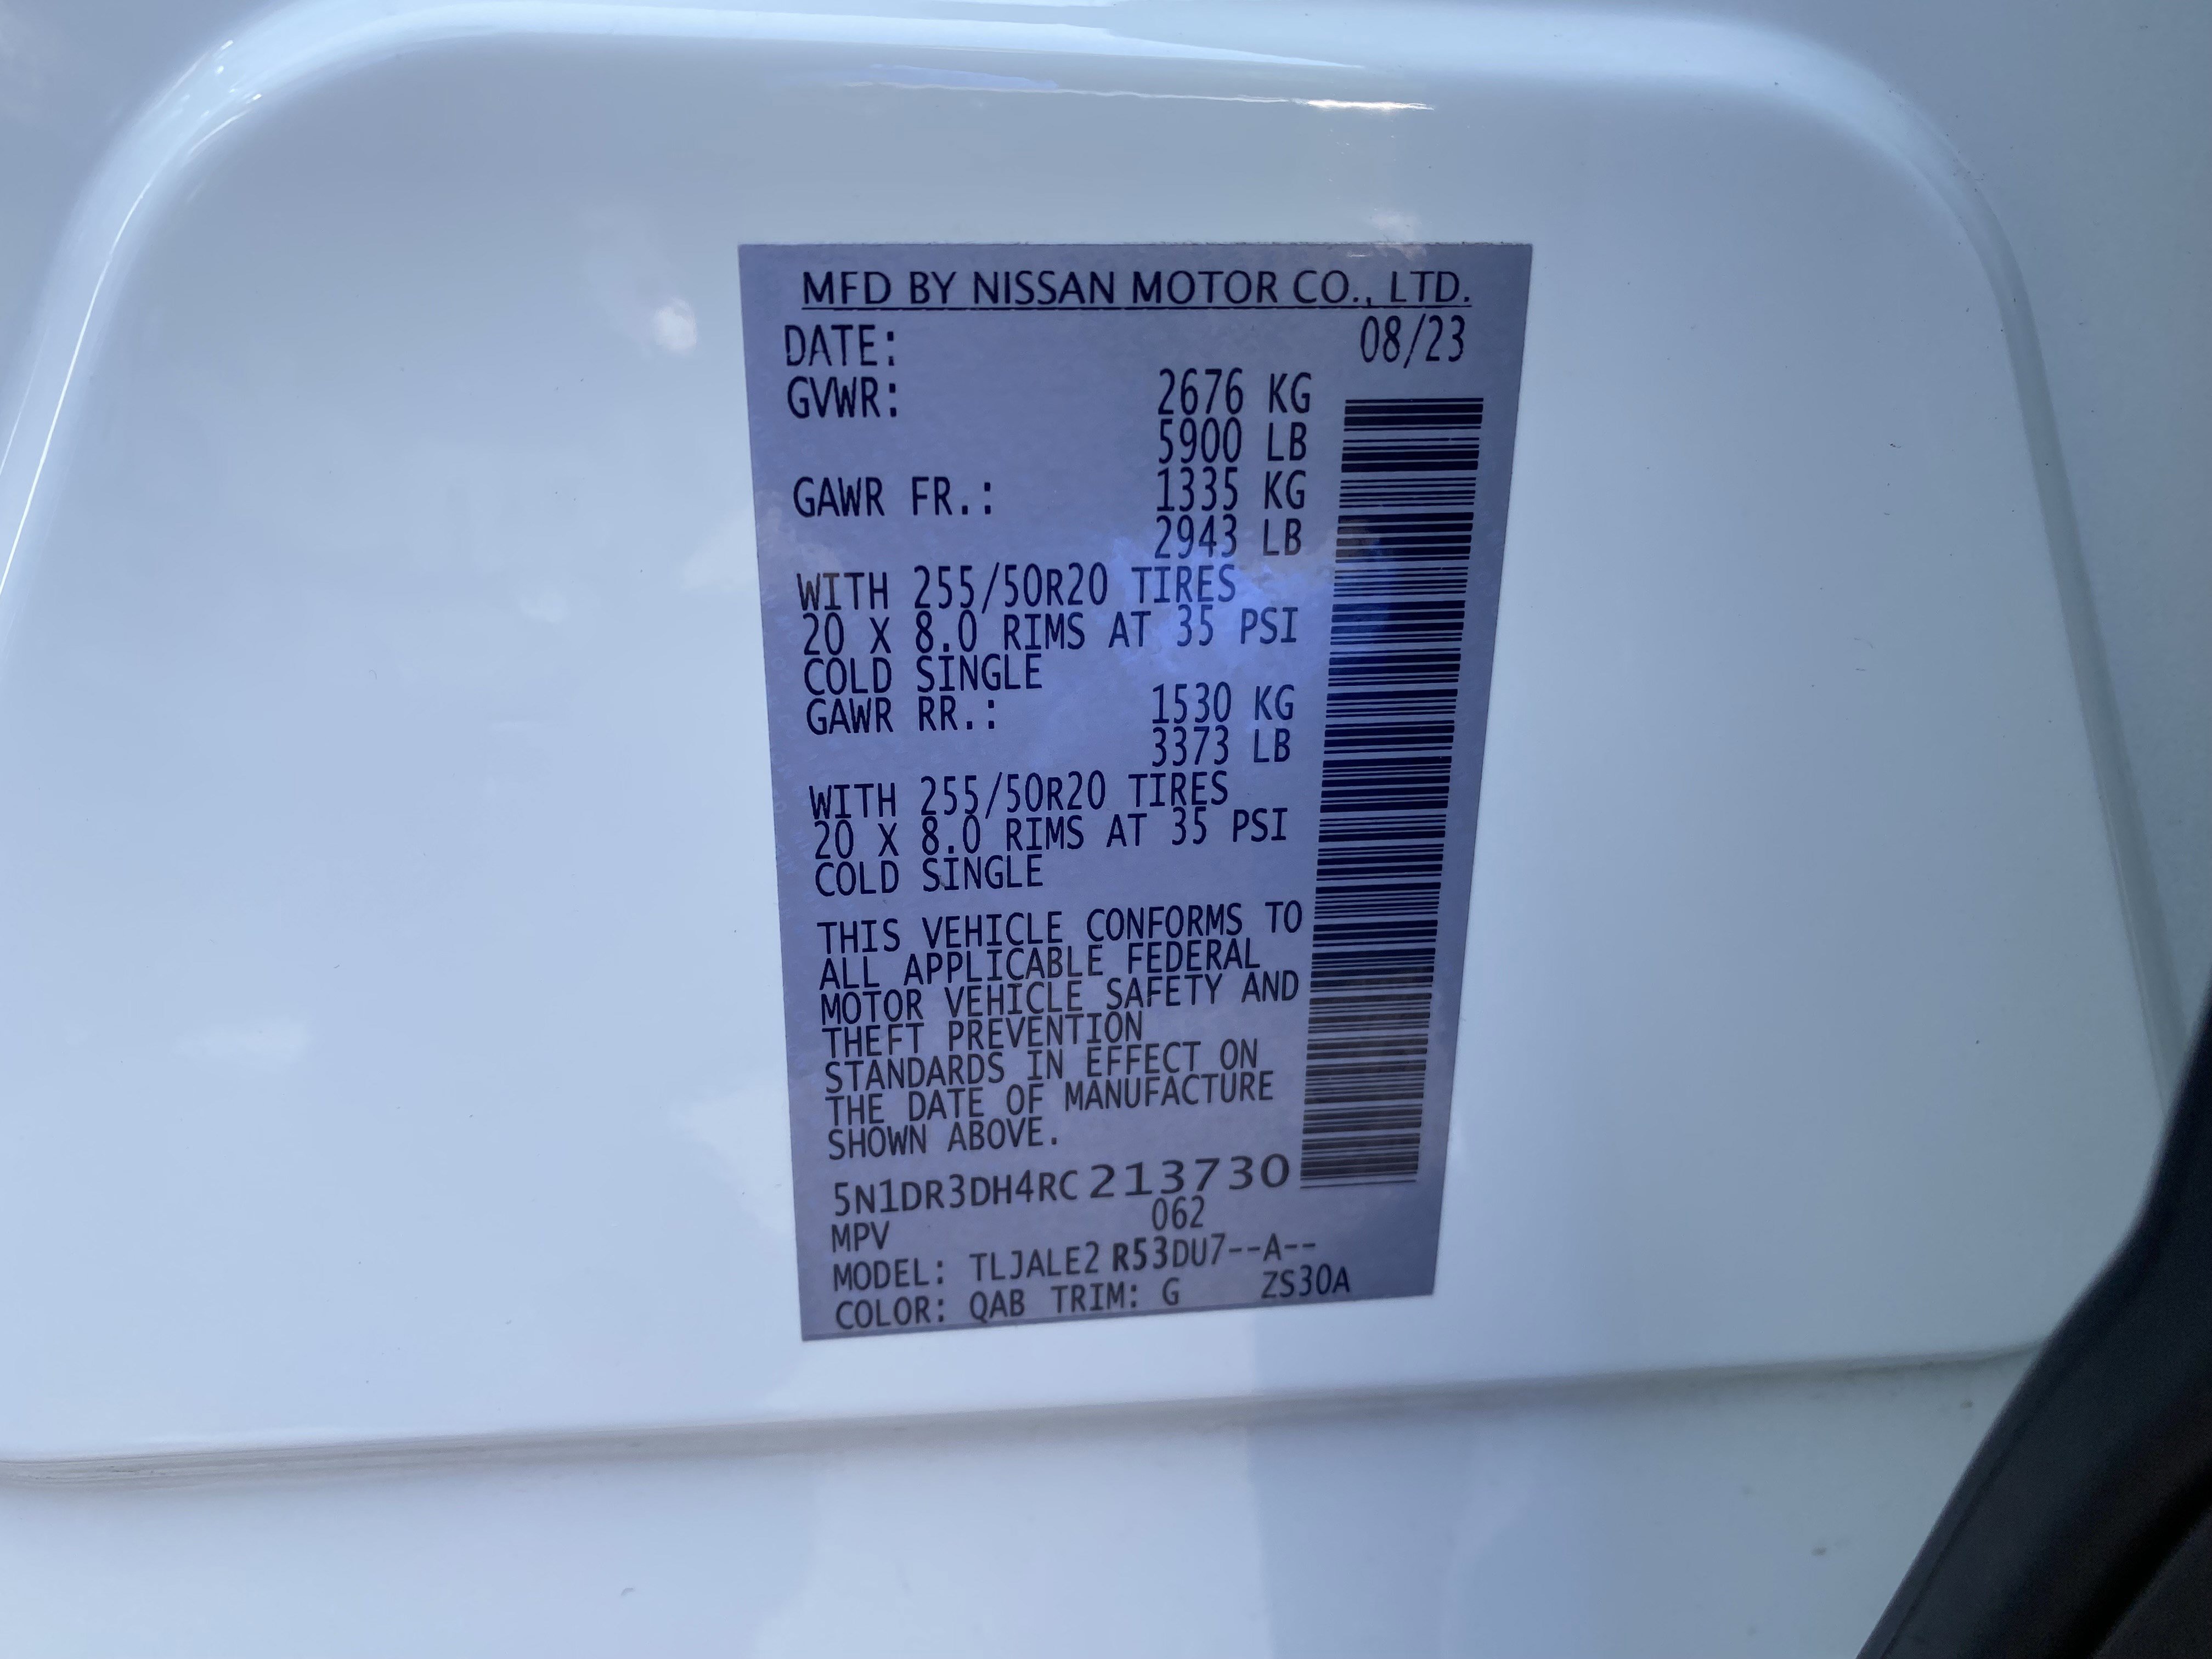 MFD BY NISSAN MOTOR CO., LTD.
DATE: 08/23
GVWR: 2676 KG
5900 LB
GAWR FR.: 1335 KG
2943 LB
WITH 255/50R20 TIRES
20 X 8.0 RIMS AT 35 PSI
COLD SINGLE
GAWR RR.: 1530 KG
3373 LB
WITH 255/50R20 TIRES
20 X 8.0 RIMS AT 35 PSI
COLD SINGLE
THIS VEHICLE CONFORMS TO
ALL APPLICABLE FEDERAL
MOTOR VEHICLE SAFETY AND
THEFT PREVENTION
STANDARDS IN EFFECT ON
THE DATE OF MANUFACTURE
SHOWN ABOVE.
5N1DR3DH4RC213730
MPV 062
MODEL: TLJALE2 R53DU7--A--
COLOR: QAB TRIM: G ZS30A